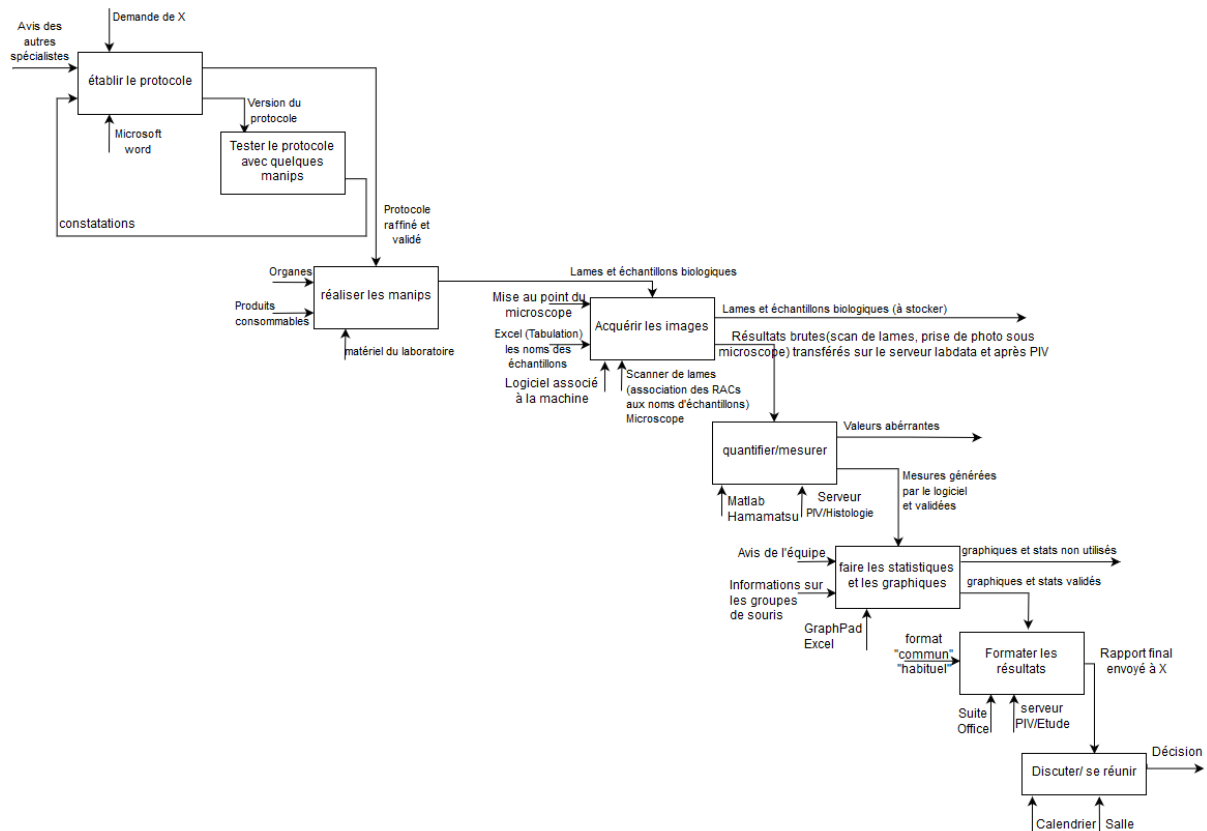 Demande de X
Avis des
autres
spécialistes
établir le protocole
Microsoft
word
Version du
protocole
Tester le protocole
avec quelques
manips
constatations
Protocole
raffiné et
validé
Organes
Produits
consommables
réaliser les manips
matériel du laboratoire
Lames et échantillons biologiques
Mise au point du
microscope
Excel (Tabulation)
les noms des
échantillons
Acquérir les images
Logiciel associé
à la machine
Scanner de lames
(association des RACs
aux noms d'échantillons)
Microscope
Lames et échantillons biologiques (à stocker)
Résultats brutes(scan de lames, prise de photo sous
microscope) transférés sur le serveur labdata et après PIV
quantifier/mesurer
Valeurs abérrantes
Matlab
Hamamatsu
Serveur
PIV/Histologie
Mesures générées
par le logiciel
et validées
Avis de l'équipe
Informations sur
les groupes
de souris
faire les statistiques
et les graphiques
GraphPad
Excel
graphiques et stats non utilisés
graphiques et stats validés
format
"commun"
"habituel"
Formater les
résultats
Suite
Office
serveur
PIV/Etude
Rapport final
envoyé à X
Discuter/ se réunir
Décision
Calendrier
Salle